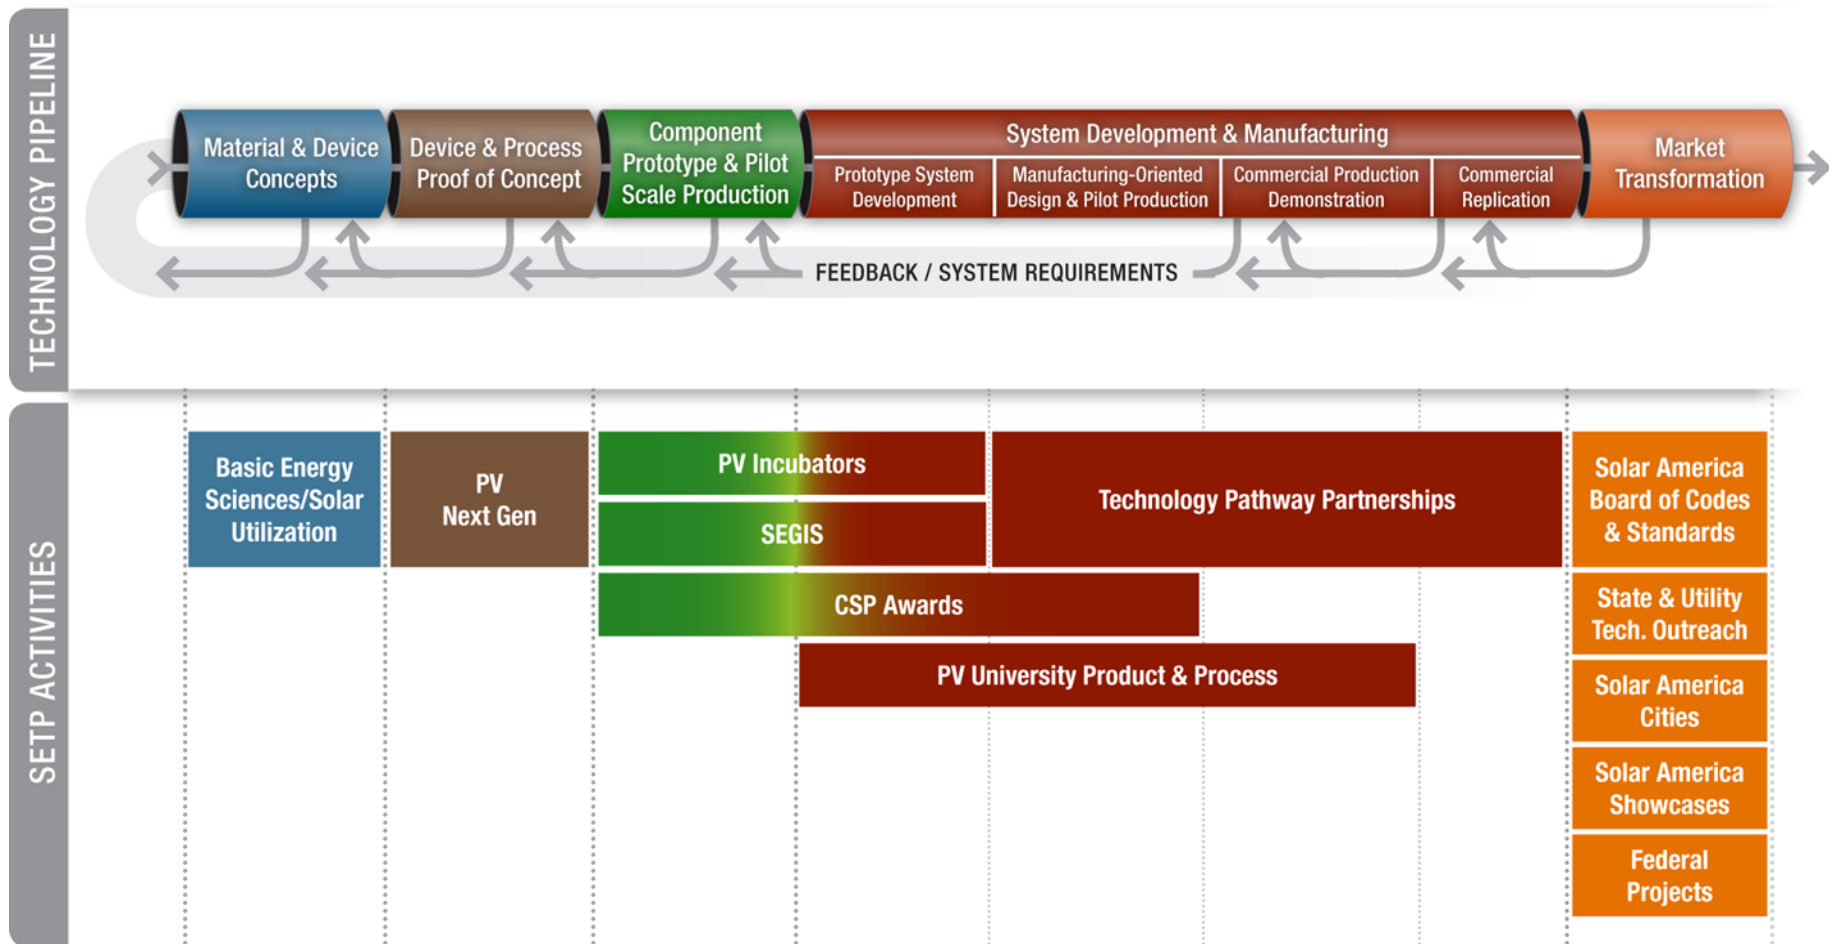 TECHNOLOGY PIPELINE
Material & Device
Concepts
Device & Process
Proof of Concept
Component
Prototype & Pilot
Scale Production
System Development & Manufacturing
Prototype System
Development
Manufacturing-Oriented
Design & Pilot Production
Commercial Production
Demonstration
Commercial
Replication
Market
Transformation
FEEDBACK / SYSTEM REQUIREMENTS
SETP ACTIVITIES
Basic Energy
Sciences/Solar
Utilization
PV
Next Gen
PV Incubators
SEGIS
CSP Awards
PV University Product & Process
Technology Pathway Partnerships
Solar America
Board of Codes
& Standards
State & Utility
Tech. Outreach
Solar America
Cities
Solar America
Showcases
Federal
Projects